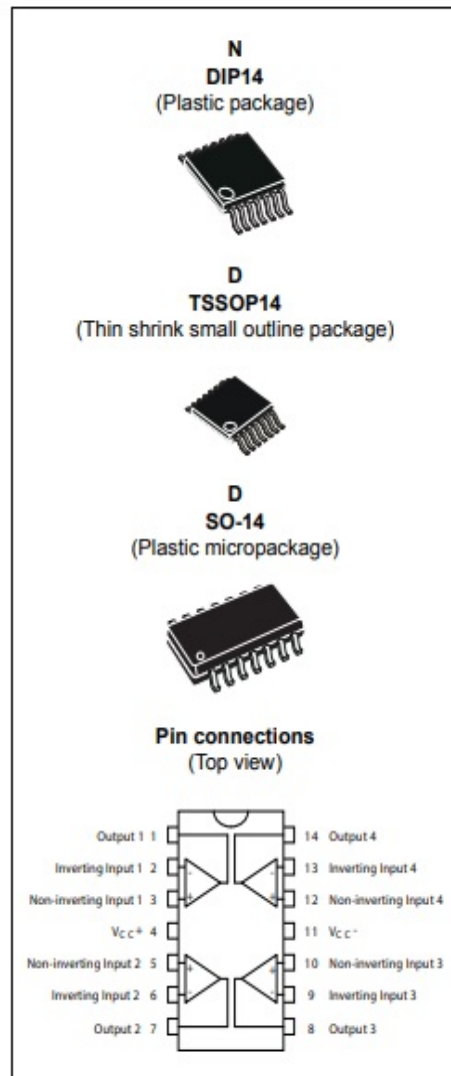 N
DIP14
(Plastic package)
D
TSSOP14
(Thin shrink small outline package)
D
SO-14
(Plastic micropackage)
Pin connections
(Top view)
Output 1 1 14 Output 4
Inverting Input 1 2 - - 13 Inverting Input 4
Non-inverting Input 1 3 + + 12 Non-inverting Input 4
VCC+ 4 11 VCC-
Non-inverting Input 2 5 + + 10 Non-inverting Input 3
Inverting Input 2 6 - - 9 Inverting Input 3
Output 2 7 8 Output 3